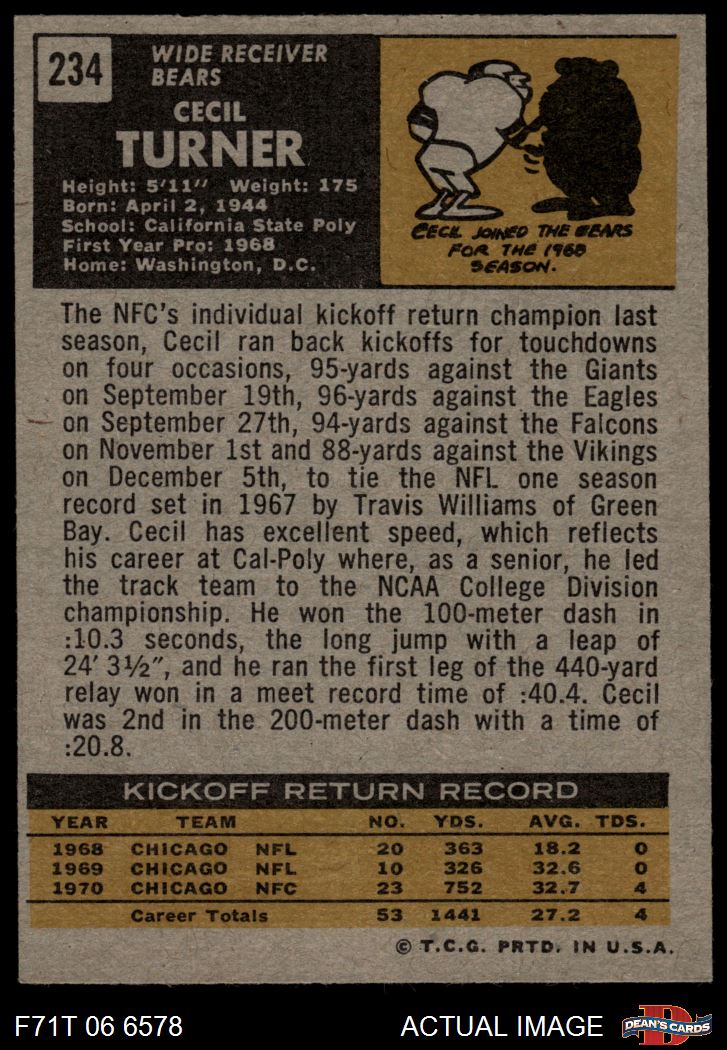 234
WIDE RECEIVER
BEARS
CECIL
TURNER
Height: 5'11" Weight: 175
Born: April 2, 1944
School: California State Poly
First Year Pro: 1968
Home: Washington, D.C.
CECIL JOINED THE BEARS
FOR THE 1968
SEASON.
The NFC's individual kickoff return champion last
season, Cecil ran back kickoffs for touchdowns
on four occasions, 95-yards against the Giants
on September 19th, 96-yards against the Eagles
on September 27th, 94-yards against the Falcons
on November 1st and 88-yards against the Vikings
on December 5th, to tie the NFL one season
record set in 1967 by Travis Williams of Green
Bay. Cecil has excellent speed, which reflects
his career at Cal-Poly where, as a senior, he led
the track team to the NCAA College Division
championship. He won the 100-meter dash in
:10.3 seconds, the long jump with a leap of
24' 3½", and he ran the first leg of the 440-yard
relay won in a meet record time of :40.4. Cecil
was 2nd in the 200-meter dash with a time of
:20.8.
KICKOFF RETURN RECORD
YEAR TEAM NO. YDS. AVG. TDS.
1968 CHICAGO NFL 20 363 18.2 0
1969 CHICAGO NFL 10 326 32.6 0
1970 CHICAGO NFC 23 752 32.7 4
Career Totals 53 1441 27.2 4
© T.C.G. PRTD. IN U.S.A.
F71T 06 6578 ACTUAL IMAGE D DEAN'S CARDS